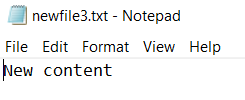 newfile3.txt - Notepad
File Edit Format View Help
New content